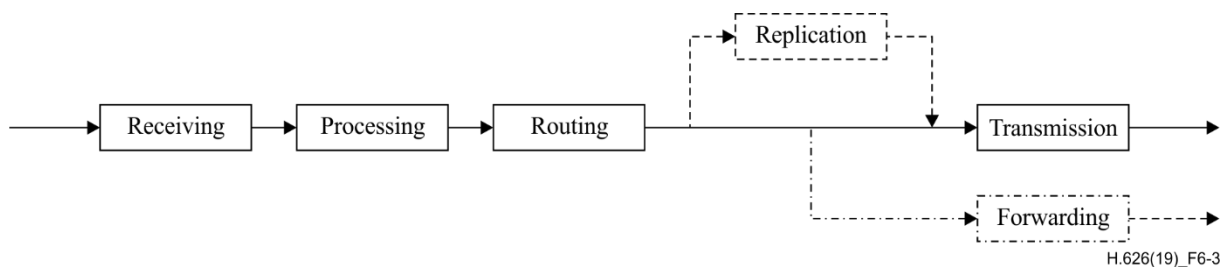 Replication
Receiving
Processing
Routing
Transmission
Forwarding
H.626(19)_F6-3